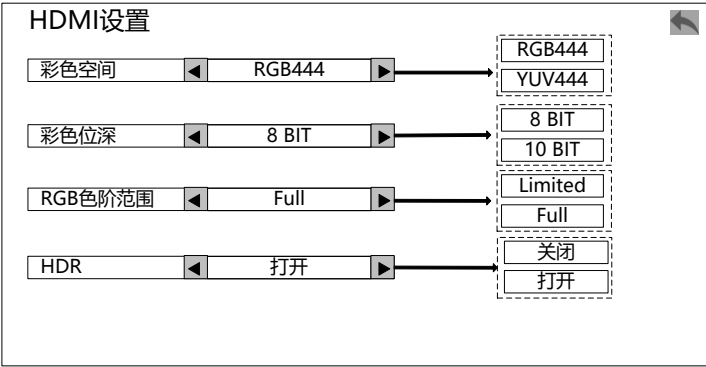 HDMI设置
RGB444
彩色空间 RGB444
YUV444
8 BIT
彩色位深 8 BIT
10 BIT
Limited
RGB色阶范围 Full
Full
关闭
HDR 打开
打开